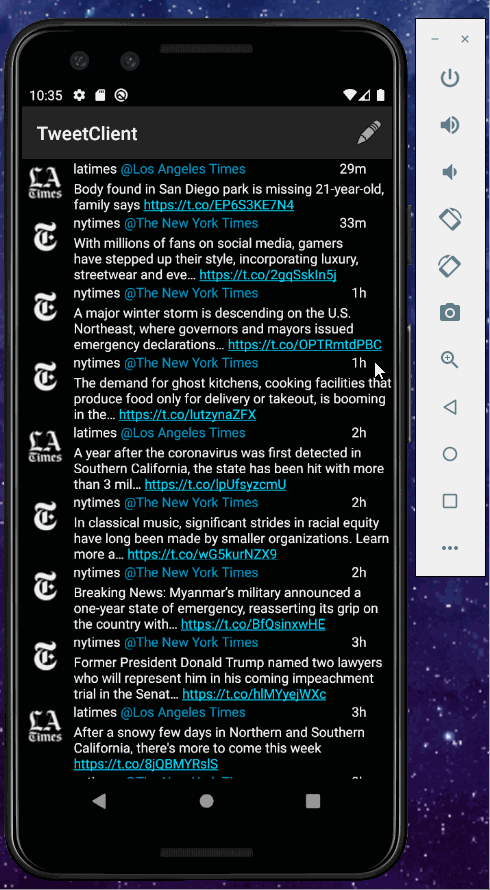 10:35
TweetClient
latimes @Los Angeles Times 29m
LA
Times
Body found in San Diego park is missing 21-year-old,
family says https://t.co/EP6S3KE7N4
nytimes @The New York Times 33m
T
With millions of fans on social media, gamers
have stepped up their style, incorporating luxury,
streetwear and eve… https://t.co/2gqSskIn5j
nytimes @The New York Times 1h
T
A major winter storm is descending on the U.S.
Northeast, where governors and mayors issued
emergency declarations… https://t.co/OPTRmtdPBC
nytimes @The New York Times 1h
T
The demand for ghost kitchens, cooking facilities that
produce food only for delivery or takeout, is booming
in the… https://t.co/lutzynaZFX
latimes @Los Angeles Times 2h
LA
Times
A year after the coronavirus was first detected in
Southern California, the state has been hit with more
than 3 mil… https://t.co/lpUfsyzcmU
nytimes @The New York Times 2h
T
In classical music, significant strides in racial equity
have long been made by smaller organizations. Learn
more a… https://t.co/wG5kurNZX9
nytimes @The New York Times 2h
T
Breaking News: Myanmar's military announced a
one-year state of emergency, reasserting its grip on
the country with… https://t.co/BfQsinxwHE
nytimes @The New York Times 3h
T
Former President Donald Trump named two lawyers
who will represent him in his coming impeachment
trial in the Senat… https://t.co/hlMYyejWXc
latimes @Los Angeles Times 3h
LA
Times
After a snowy few days in Northern and Southern
California, there's more to come this week
https://t.co/8jQBMYRslS